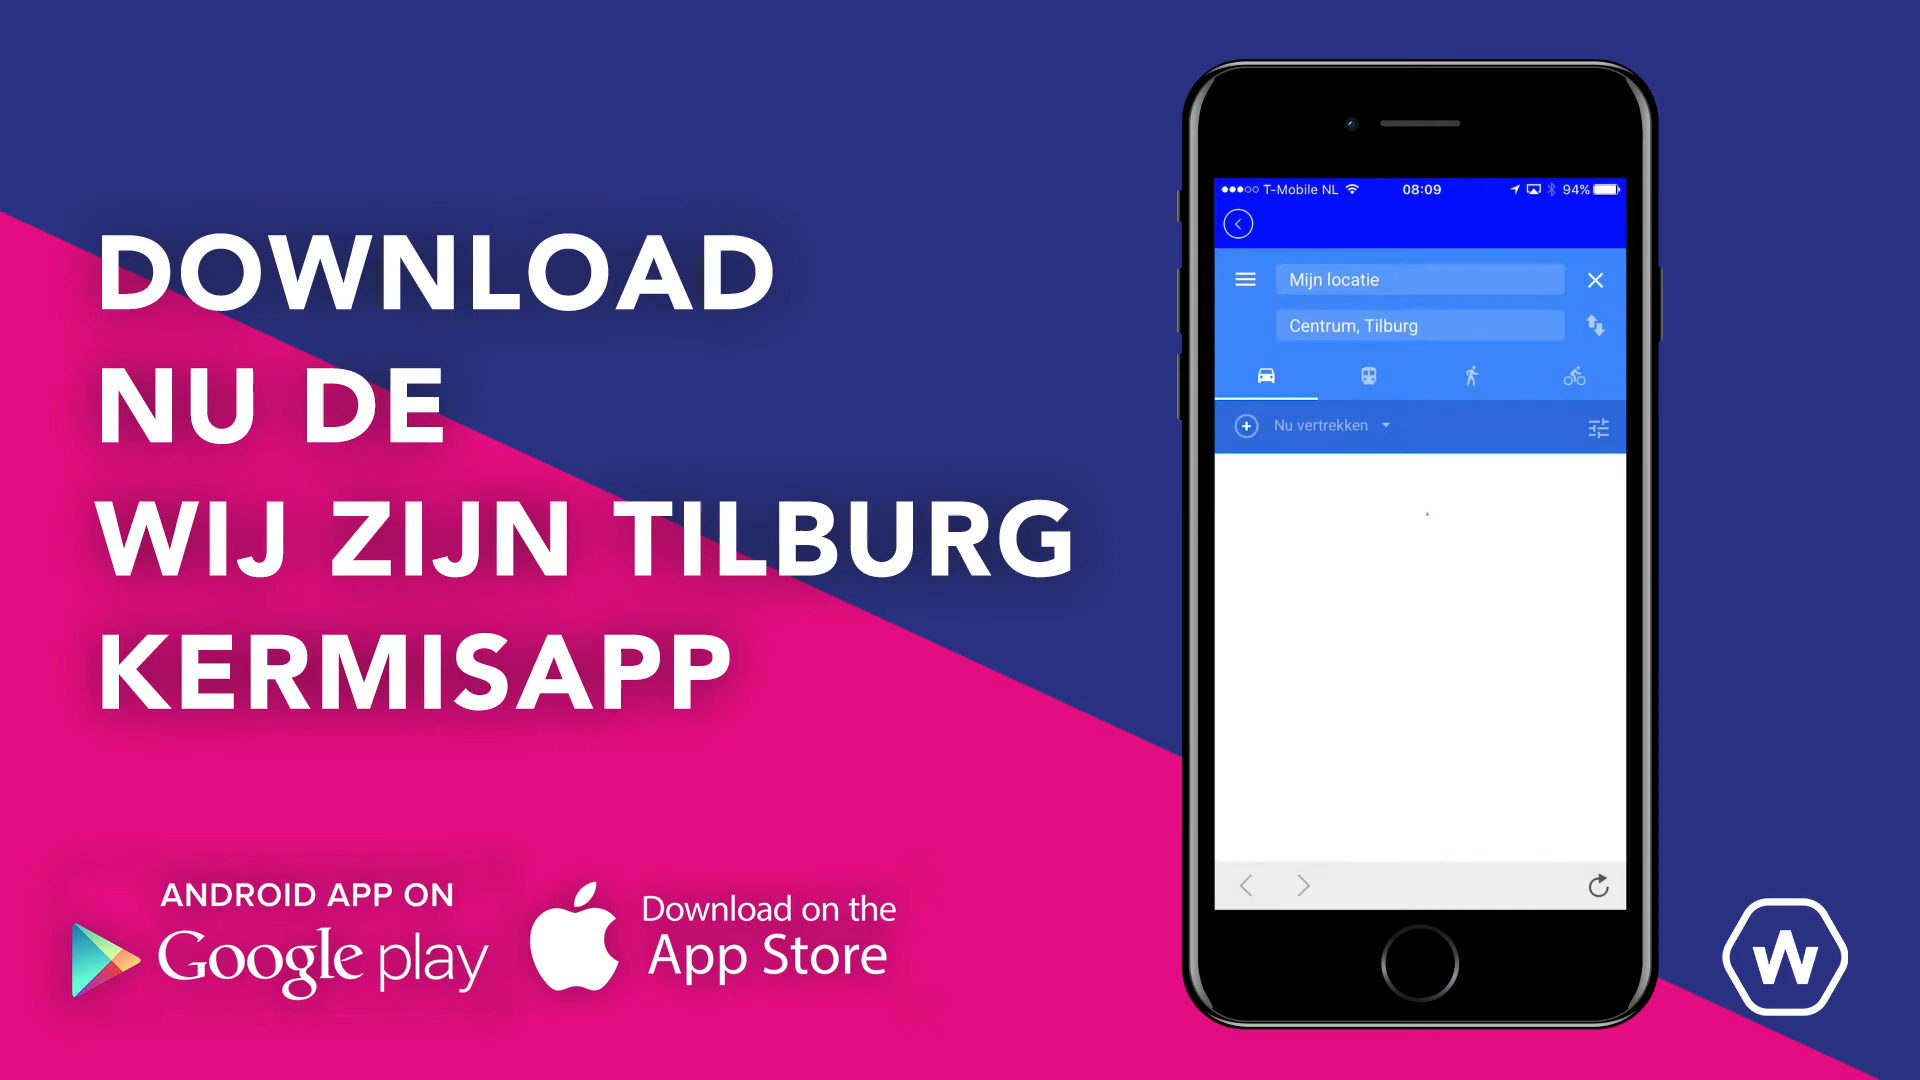 DOWNLOAD
NU DE
WIJ ZIJN TILBURG
KERMISAPP
ANDROID APP ON
Google play
Download on the
App Store
T-Mobile NL 08:09 94%
Mijn locatie
Centrum, Tilburg
Nu vertrekken
W